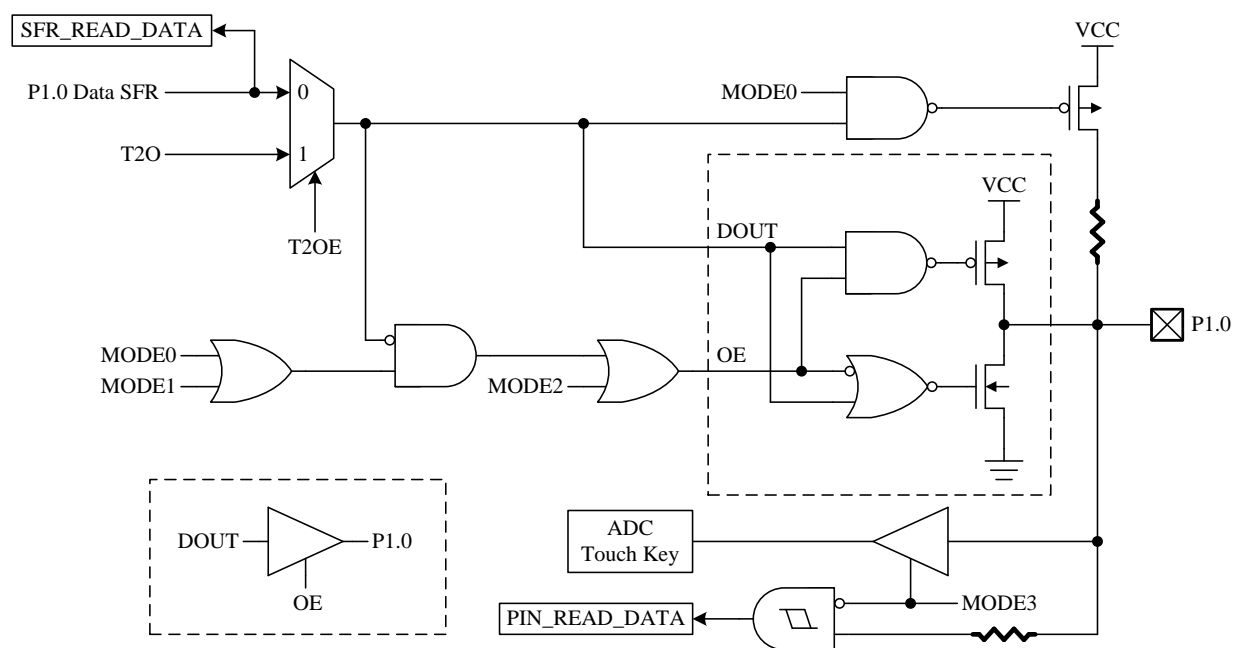 SFR_READ_DATA
VCC
P1.0 Data SFR
0
MODE0
T2O
1
VCC
T2OE
DOUT
P1.0
MODE0
MODE1
OE
MODE2
DOUT
P1.0
OE
ADC
Touch Key
MODE3
PIN_READ_DATA